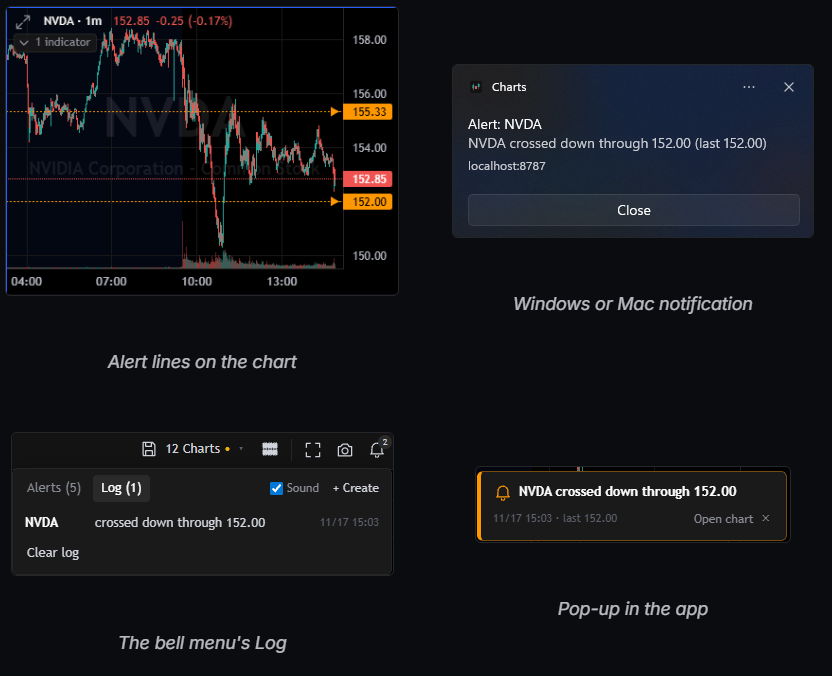 NVDA · 1m 152.85 -0.25 (-0.17%)
1 indicator
NVDA
NVIDIA Corporation - Common Stock
158.00
156.00
155.33
154.00
152.85
152.00
150.00
04:00 07:00 10:00 13:00
Alert lines on the chart
Charts
Alert: NVDA
NVDA crossed down through 152.00 (last 152.00)
localhost:8787
Close
Windows or Mac notification
12 Charts
2
Alerts (5) Log (1) Sound + Create
NVDA crossed down through 152.00 11/17 15:03
Clear log
The bell menu's Log
NVDA crossed down through 152.00
11/17 15:03 · last 152.00 Open chart ×
Pop-up in the app